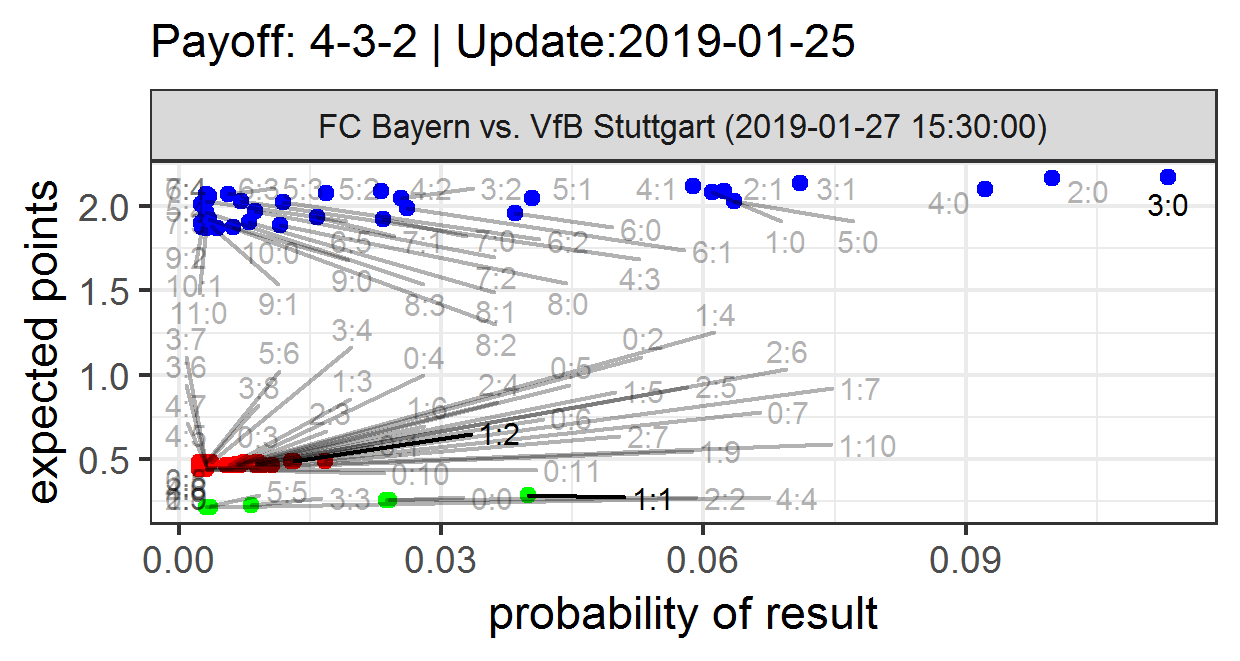 Payoff: 4-3-2 | Update:2019-01-25
FC Bayern vs. VfB Stuttgart (2019-01-27 15:30:00)
expected points
2.0
1.5
1.0
0.5
6:4 6:3 5:3 5:2 4:2 3:2 5:1 4:1 2:1 3:1 4:0 2:0 3:0
6:5 7:1 7:0 6:2 6:0 6:1 1:0 5:0
9:2 10:0 9:0 7:2 4:3
10:1 9:1 8:3 8:1 8:0
11:0 8:2
3:7 3:4 0:2 1:4
3:6 5:6 0:4 0:5 2:6
3:8 1:3 2:4 1:5 2:5 1:7
4:7 2:3 1:6 0:6 0:7
0:3 0:1 1:2 2:7 1:9 1:10
0:10 0:11
5:5 3:3 0:0 1:1 2:2 4:4
0.00 0.03 0.06 0.09
probability of result